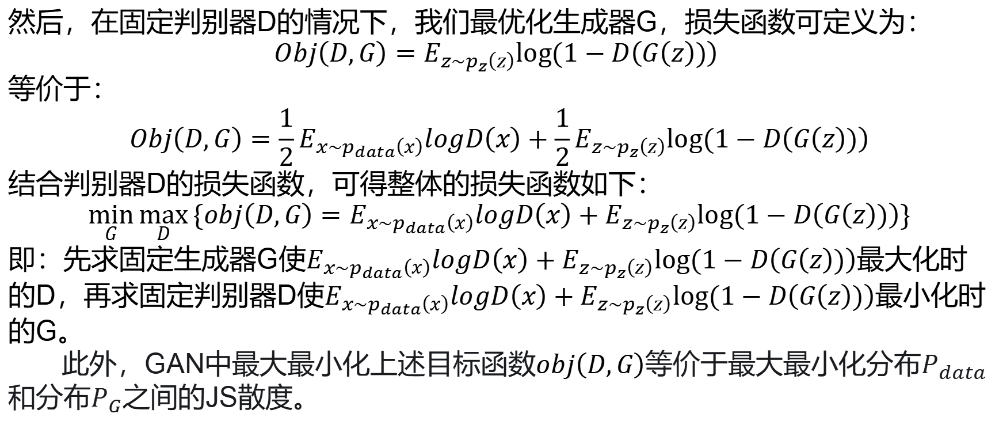 然后，在固定判别器D的情况下，我们最优化生成器G，损失函数可定义为：
$Obj(D,G) = E_{z\sim p_z(z)}\log(1 - D(G(z)))$
等价于：
$Obj(D,G) = \frac{1}{2}E_{x\sim p_{data}(x)}logD(x) + \frac{1}{2}E_{z\sim p_z(z)}\log(1 - D(G(z)))$
结合判别器D的损失函数，可得整体的损失函数如下：
$\min_G \max_D \{obj(D,G) = E_{x\sim p_{data}(x)}logD(x) + E_{z\sim p_z(z)}\log(1 - D(G(z)))\}$
即：先求固定生成器G使$E_{x\sim p_{data}(x)}logD(x) + E_{z\sim p_z(z)}\log(1 - D(G(z)))$最大化时
的D，再求固定判别器D使$E_{x\sim p_{data}(x)}logD(x) + E_{z\sim p_z(z)}\log(1 - D(G(z)))$最小化时
的G。
此外，GAN中最大最小化上述目标函数$obj(D,G)$等价于最大最小化分布$P_{data}$
和分布$P_G$之间的JS散度。